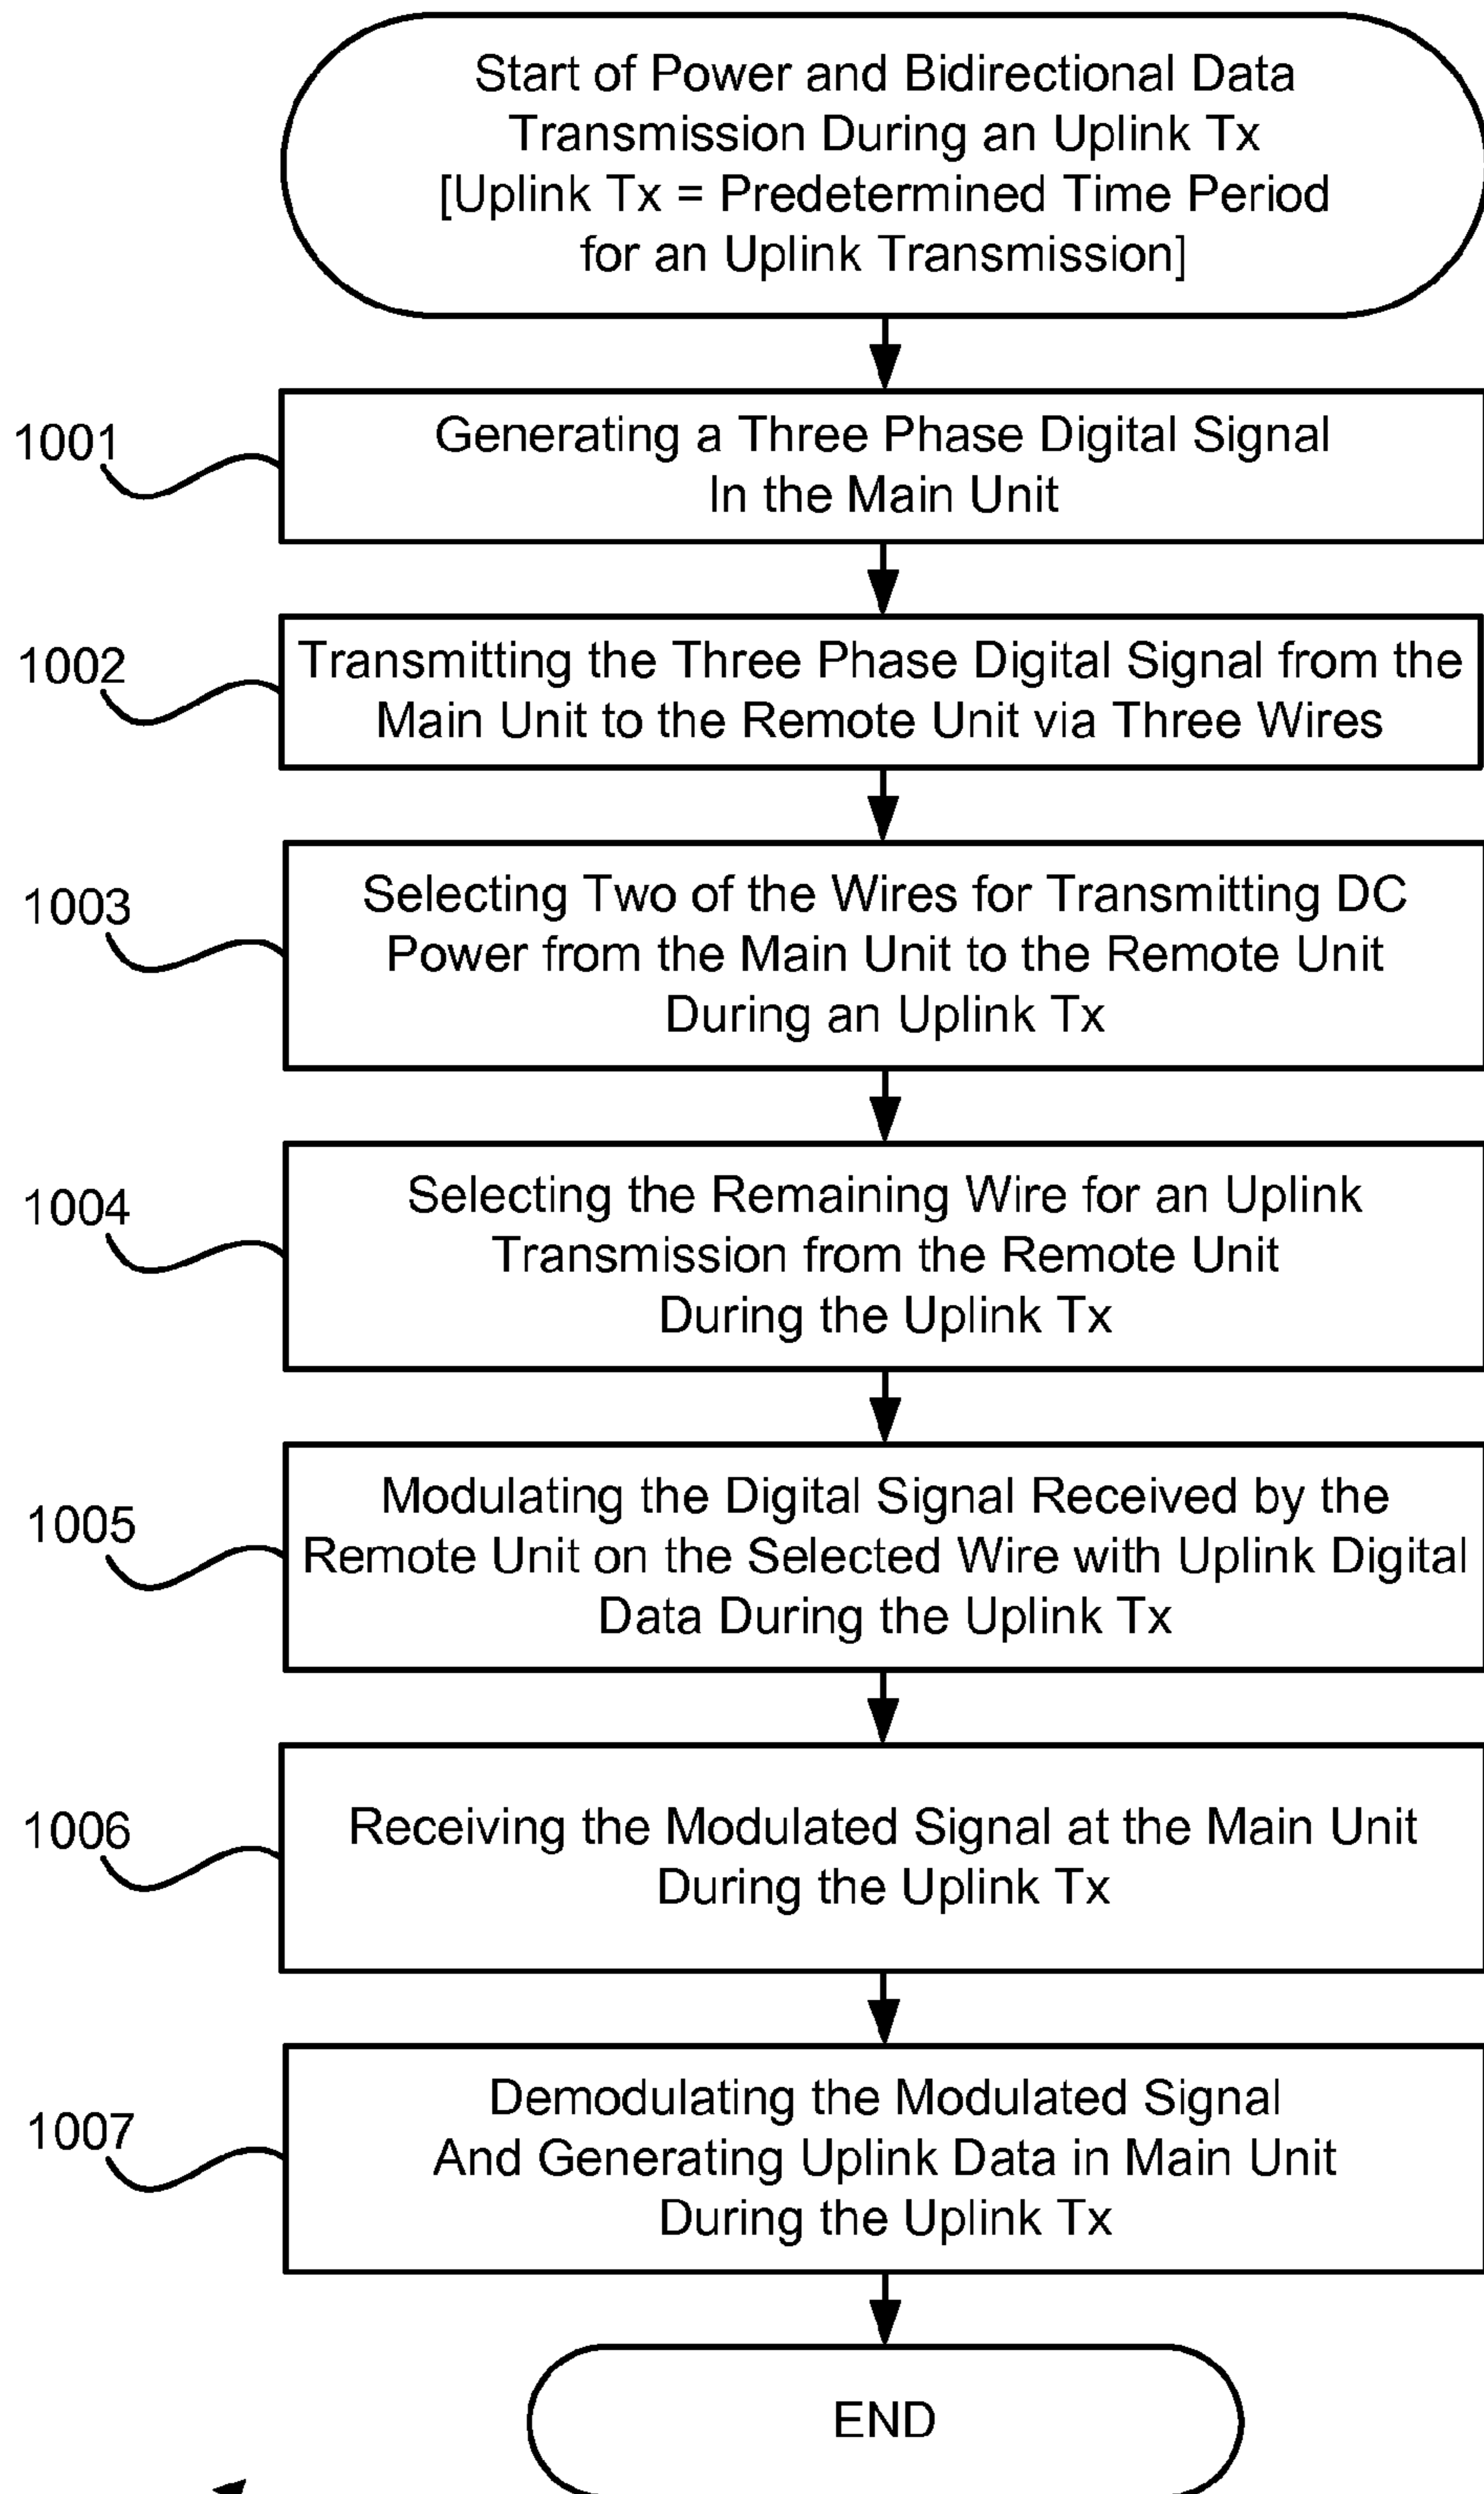 Start of Power and Bidirectional Data
Transmission During an Uplink Tx
[Uplink Tx = Predetermined Time Period
for an Uplink Transmission]
1001
Generating a Three Phase Digital Signal
In the Main Unit
1002
Transmitting the Three Phase Digital Signal from the
Main Unit to the Remote Unit via Three Wires
1003
Selecting Two of the Wires for Transmitting DC
Power from the Main Unit to the Remote Unit
During an Uplink Tx
1004
Selecting the Remaining Wire for an Uplink
Transmission from the Remote Unit
During the Uplink Tx
1005
Modulating the Digital Signal Received by the
Remote Unit on the Selected Wire with Uplink Digital
Data During the Uplink Tx
1006
Receiving the Modulated Signal at the Main Unit
During the Uplink Tx
1007
Demodulating the Modulated Signal
And Generating Uplink Data in Main Unit
During the Uplink Tx
END